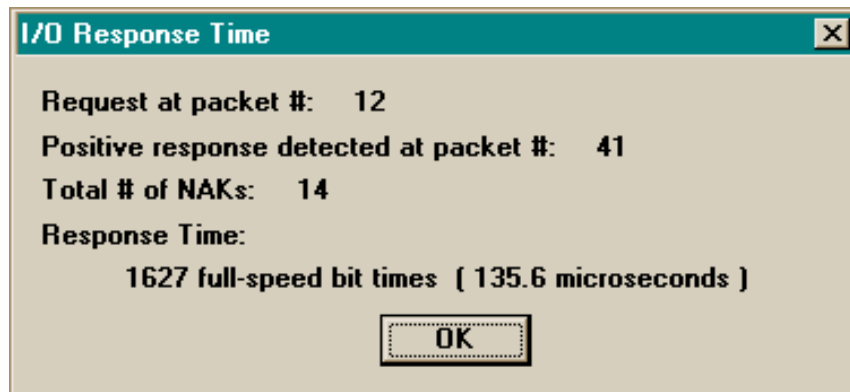 I/O Response Time
Request at packet #: 12
Positive response detected at packet #: 41
Total # of NAKs: 14
Response Time:
1627 full-speed bit times ( 135.6 microseconds )
OK